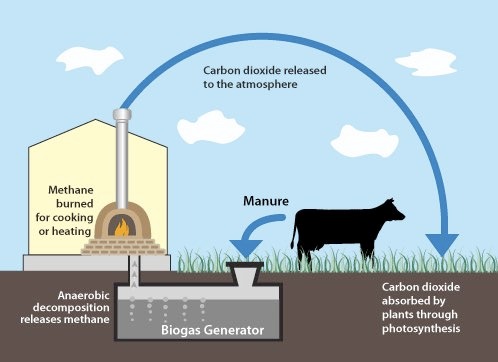 Carbon dioxide released
to the atmosphere
Methane
burned
for cooking
or heating
Manure
Anaerobic
decomposition
releases methane
Biogas Generator
Carbon dioxide
absorbed by
plants through
photosynthesis